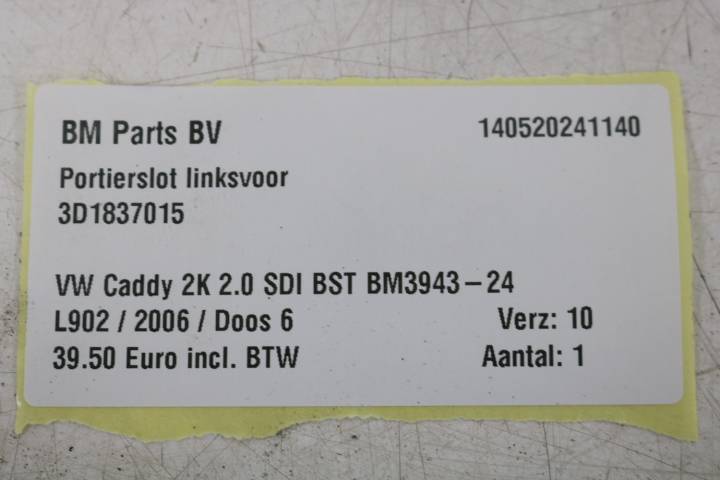 BM Parts BV 140520241140
Portierslot linksvoor
3D1837015
VW Caddy 2K 2.0 SDI BST BM3943-24
L902 / 2006 / Doos 6 Verz: 10
39.50 Euro incl. BTW Aantal: 1